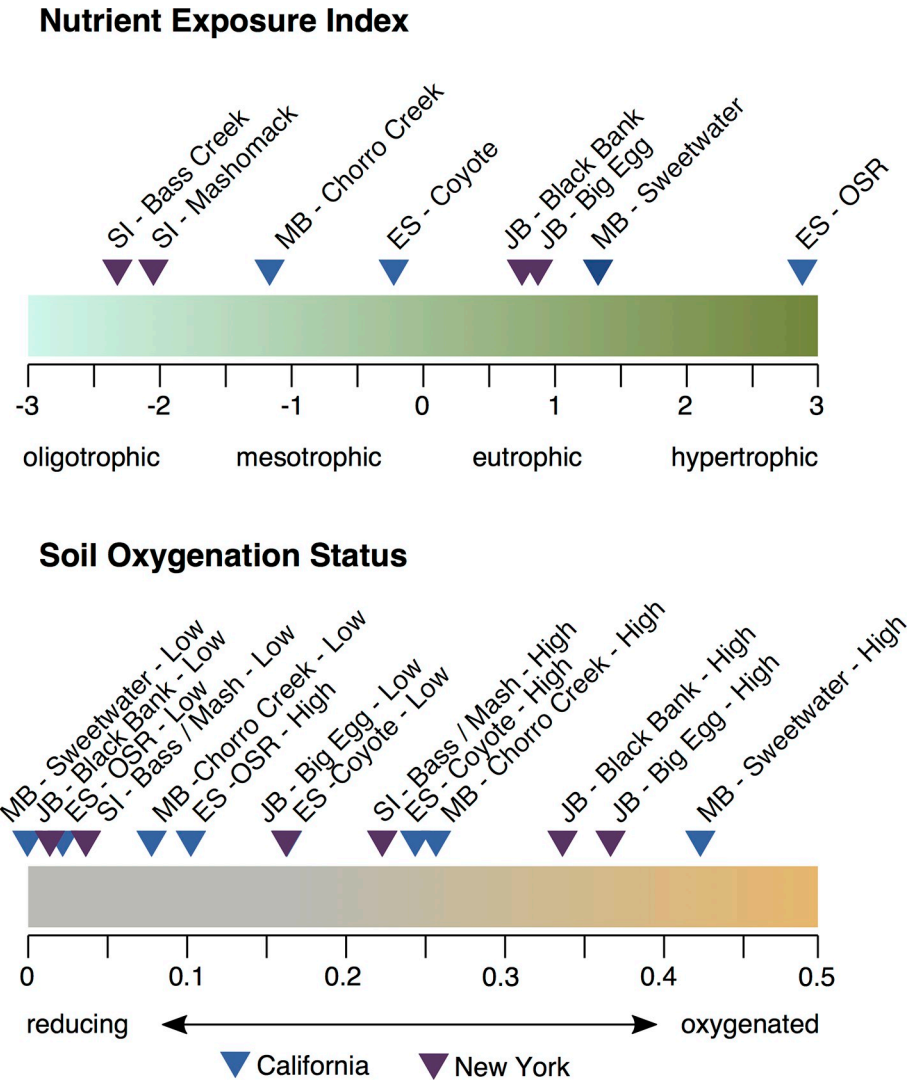 Nutrient Exposure Index
SI - Bass Creek
SI - Mashomack
MB - Chorro Creek
ES - Coyote
JB - Black Bank
JB - Big Egg
MB - Sweetwater
ES - OSR
-3 -2 -1 0 1 2 3
oligotrophic mesotrophic eutrophic hypertrophic
Soil Oxygenation Status
MB - Sweetwater - Low
JB - Black Bank - Low
ES - OSR - Low
SI - Bass / Mash - Low
MB -Chorro Creek - Low
ES -OSR - High
JB - Big Egg - Low
ES -Coyote - Low
SI - Bass / Mash - High
ES - Coyote - High
MB - Chorro Creek - High
JB - Black Bank - High
JB - Big Egg - High
MB - Sweetwater - High
0 0.1 0.2 0.3 0.4 0.5
reducing oxygenated
California New York